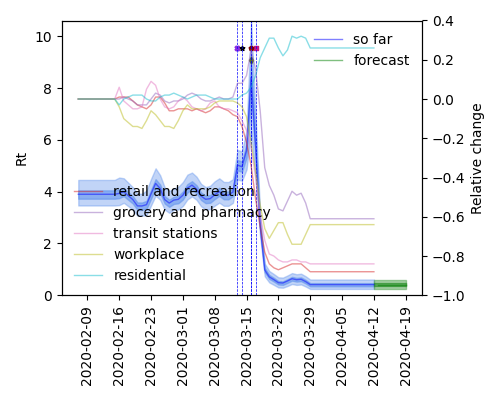 10
8
6
4
2
0
Rt
0.4
0.2
0.0
−0.2
−0.4
−0.6
−0.8
−1.0
Relative change
so far
forecast
retail and recreation
grocery and pharmacy
transit stations
workplace
residential
2020-02-09
2020-02-16
2020-02-23
2020-03-01
2020-03-08
2020-03-15
2020-03-22
2020-03-29
2020-04-05
2020-04-12
2020-04-19